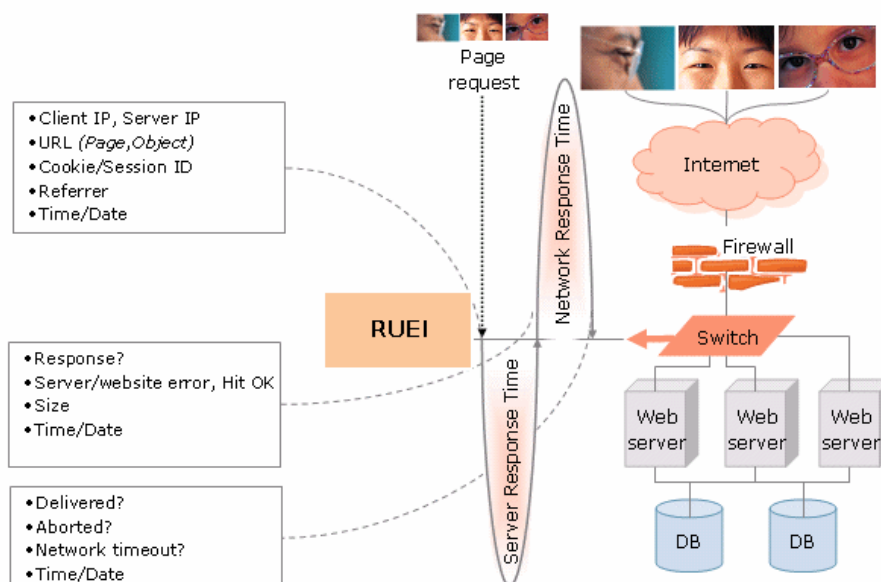 Page
request
• Client IP, Server IP
• URL (Page,Object)
• Cookie/Session ID
• Referrer
• Time/Date
Internet
Firewall
Network Response Time
RUEI
Switch
• Response?
• Server/website error, Hit OK
• Size
• Time/Date
Web
server
Web
server
Web
server
Server Response Time
• Delivered?
• Aborted?
• Network timeout?
• Time/Date
DB
DB